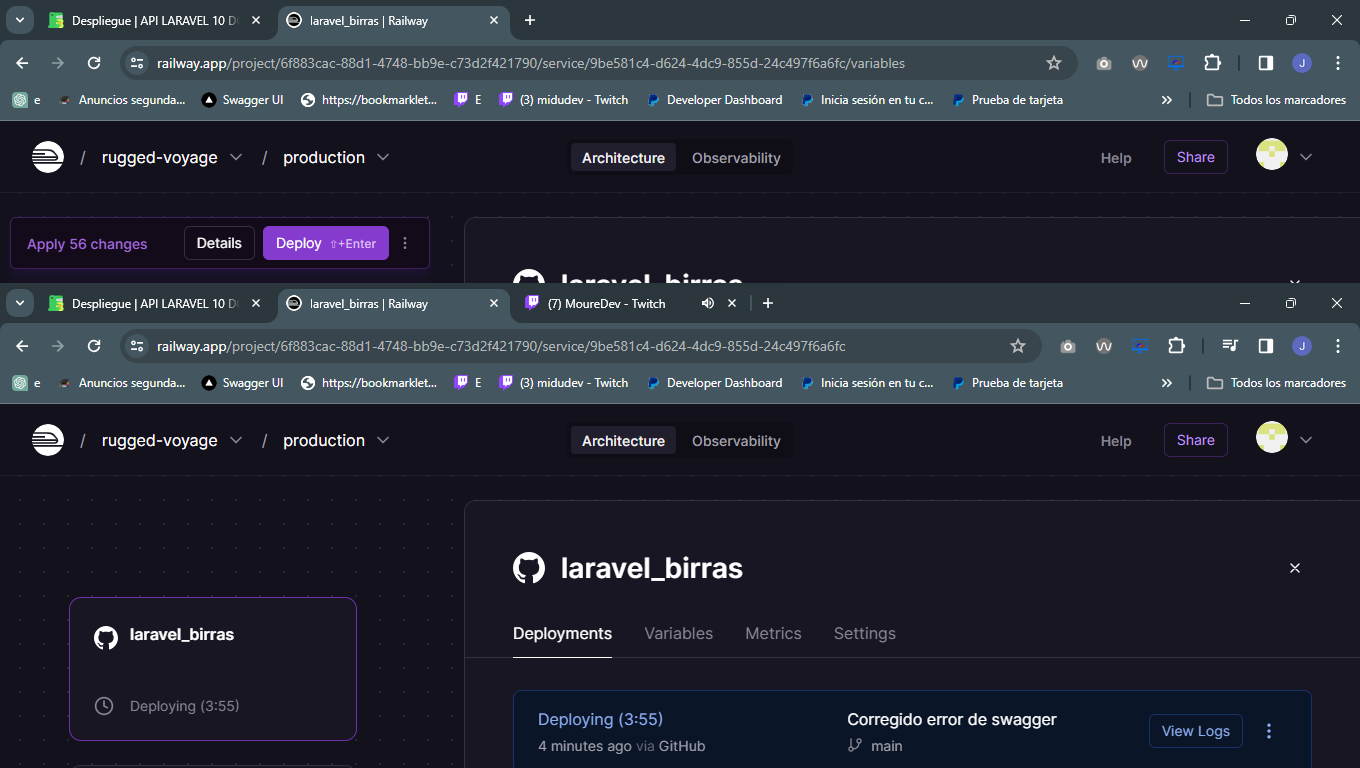 Despliegue | API LARAVEL 10 D
laravel_birras | Railway
railway.app/project/6f883cac-88d1-4748-bb9e-c73d2f421790/service/9be581c4-d624-4dc9-855d-24c497f6a6fc/variables
J
e
Anuncios segunda...
Swagger UI
https://bookmarklet...
E
(3) midudev - Twitch
Developer Dashboard
Inicia sesión en tu c...
Prueba de tarjeta
»
Todos los marcadores
/ rugged-voyage / production
Architecture
Observability
Help
Share
Apply 56 changes
Details
Deploy ⇧+Enter
Despliegue | API LARAVEL 10 D
laravel_birras | Railway
(7) MoureDev - Twitch
railway.app/project/6f883cac-88d1-4748-bb9e-c73d2f421790/service/9be581c4-d624-4dc9-855d-24c497f6a6fc
J
e
Anuncios segunda...
Swagger UI
https://bookmarklet...
E
(3) midudev - Twitch
Developer Dashboard
Inicia sesión en tu c...
Prueba de tarjeta
»
Todos los marcadores
/ rugged-voyage / production
Architecture
Observability
Help
Share
laravel_birras
Deploying (3:55)
laravel_birras
Deployments
Variables
Metrics
Settings
Deploying (3:55)
4 minutes ago via GitHub
Corregido error de swagger
main
View Logs